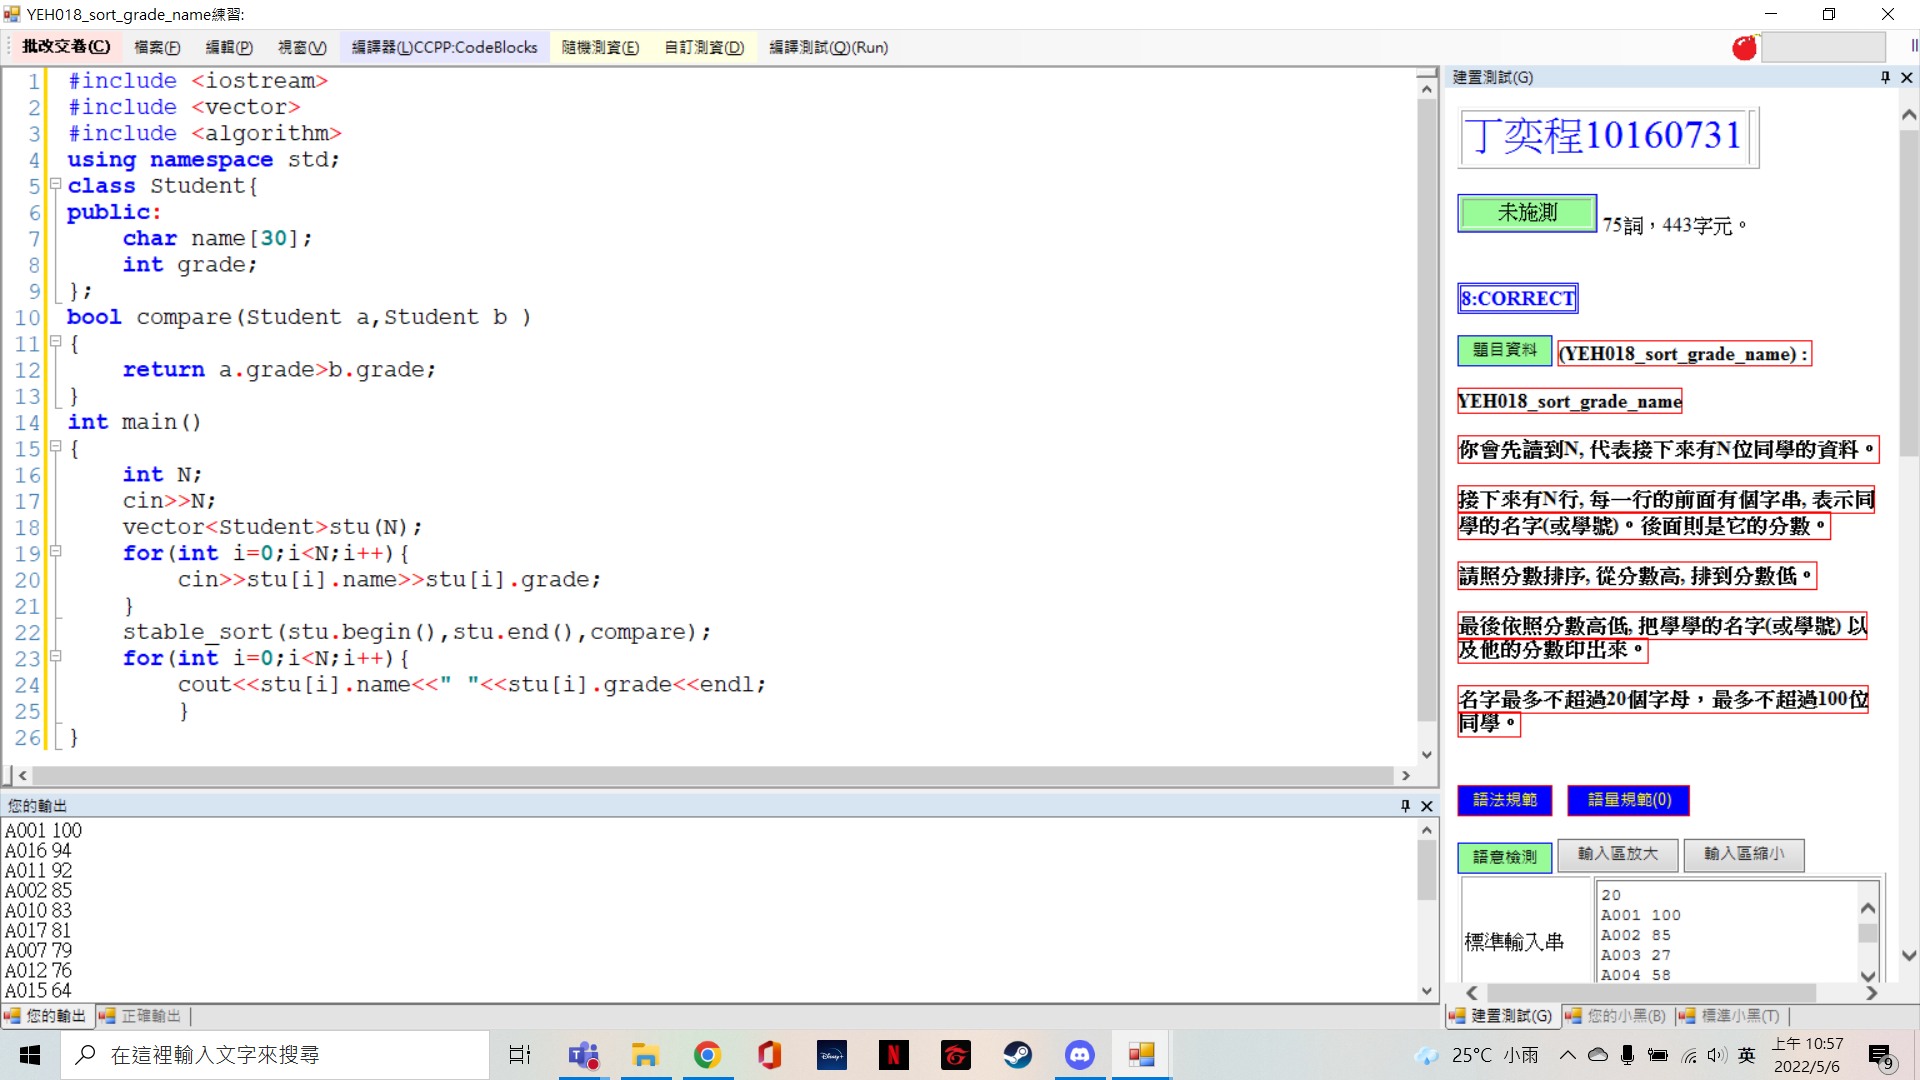 YEH018_sort_grade_name練習:
批改交卷(C) 檔案(F) 編輯(P) 視窗(V) 編譯器(L)CCPP:CodeBlocks 隨機測資(E) 自訂測資(D) 編譯測試(Q)(Run)
1 #include <iostream>
2 #include <vector>
3 #include <algorithm>
4 using namespace std;
5 class Student{
6 public:
7 char name[30];
8 int grade;
9 };
10 bool compare(Student a,Student b )
11 {
12 return a.grade>b.grade;
13 }
14 int main()
15 {
16 int N;
17 cin>>N;
18 vector<Student>stu(N);
19 for(int i=0;i<N;i++){
20 cin>>stu[i].name>>stu[i].grade;
21 }
22 stable_sort(stu.begin(),stu.end(),compare);
23 for(int i=0;i<N;i++){
24 cout<<stu[i].name<<" "<<stu[i].grade<<endl;
25 }
26 }
您的輸出
A001 100
A016 94
A011 92
A002 85
A010 83
A017 81
A007 79
A012 76
A015 64
您的輸出 正確輸出
建置測試(G)
丁奕程10160731
未施測 75詞，443字元。
8:CORRECT
題目資料 (YEH018_sort_grade_name) :
YEH018_sort_grade_name
你會先讀到N, 代表接下來有N位同學的資料。
接下來有N行, 每一行的前面有個字串, 表示同
學的名字(或學號)。後面則是它的分數。
請照分數排序, 從分數高, 排到分數低。
最後依照分數高低, 把學學的名字(或學號) 以
及他的分數印出來。
名字最多不超過20個字母，最多不超過100位
同學。
語法規範 語量規範(0)
語意檢測 輸入區放大 輸入區縮小
標準輸入串
20
A001 100
A002 85
A003 27
A004 58
建置測試(G) 您的小黑(B) 標準小黑(T)
在這裡輸入文字來搜尋
Disney+
N
25°C 小雨
英
上午 10:57
2022/5/6
9